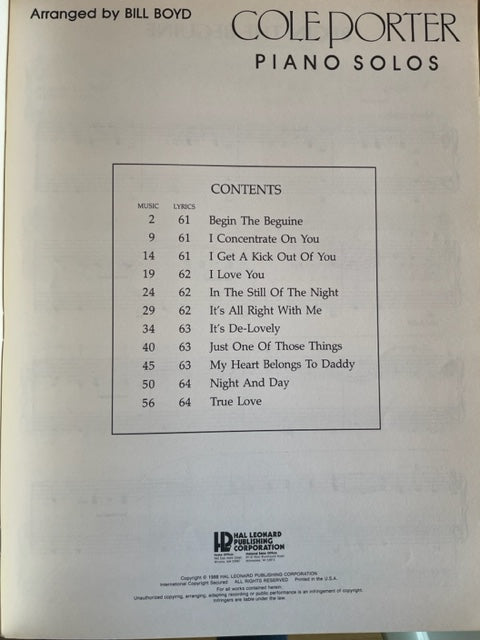 Arranged by BILL BOYD
COLE PORTER
PIANO SOLOS
CONTENTS
MUSIC LYRICS
2 61 Begin The Beguine
9 61 I Concentrate On You
14 61 I Get A Kick Out Of You
19 62 I Love You
24 62 In The Still Of The Night
29 62 It's All Right With Me
34 63 It's De-Lovely
40 63 Just One Of Those Things
45 63 My Heart Belongs To Daddy
50 64 Night And Day
56 64 True Love
HAL LEONARD
PUBLISHING
CORPORATION
Copyright © 1988 HAL LEONARD PUBLISHING CORPORATION
International Copyright Secured ALL RIGHTS RESERVED Printed in the U.S.A.
For all works contained herein:
Unauthorized copying, arranging, adapting recording or public performance is an infringement of copyright.
Infringers are liable under the law.